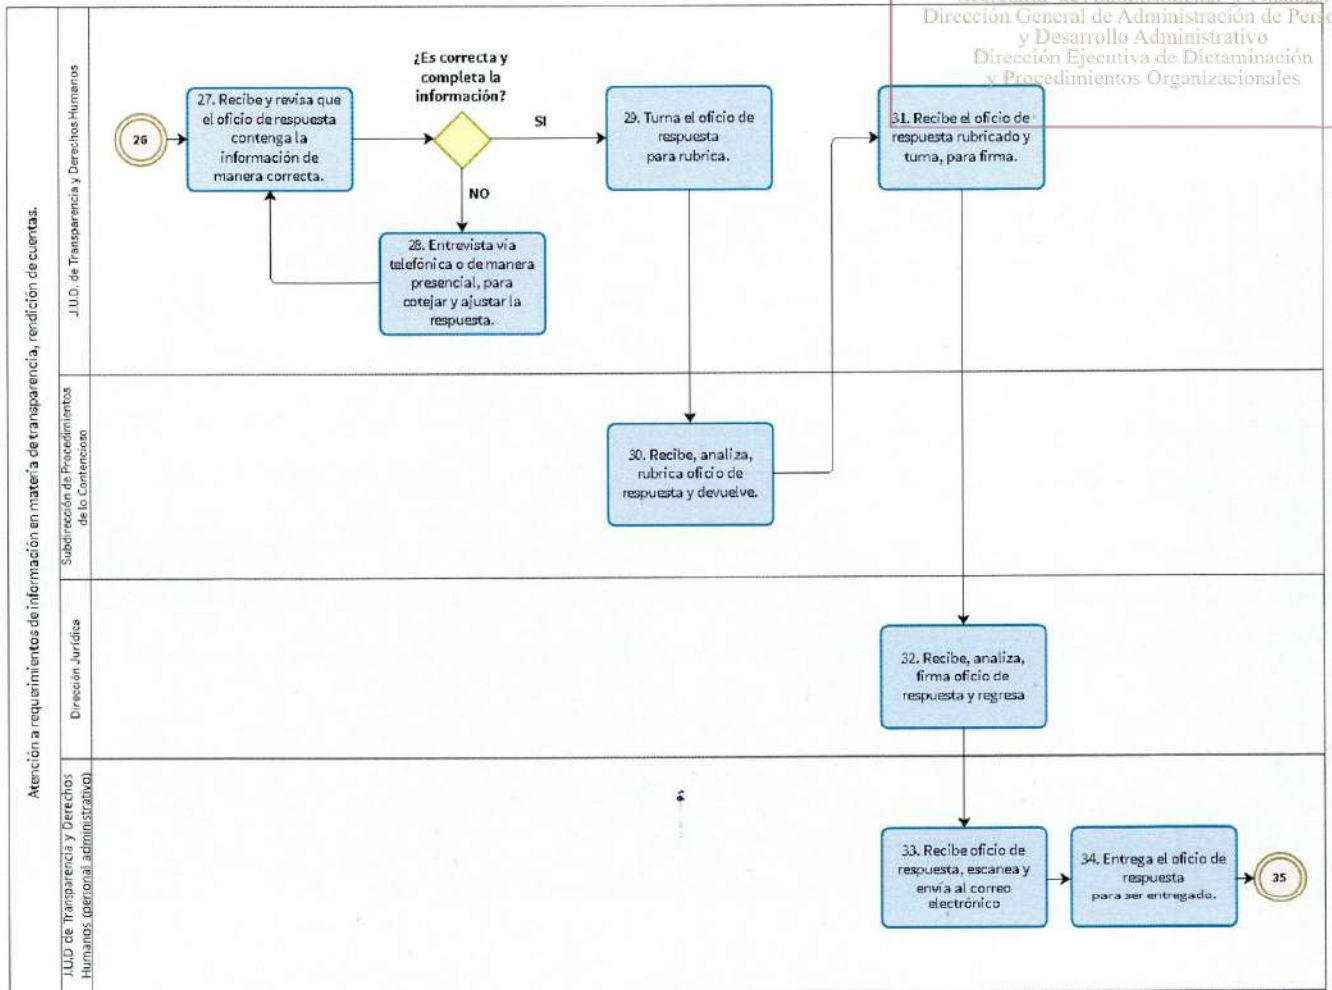 Dirección General de Administración de Perso
y Desarrollo Administrativo
Dirección Ejecutiva de Dictaminación
y Procedimientos Organizacionales
Atención a requerimientos de información en materia de transparencia, rendición de cuentas.
J.U.D. de Transparencia y Derechos Humanos
26
27. Recibe y revisa que
el oficio de respuesta
contenga la
información de
manera correcta.
¿Es correcta y
completa la
información?
SI
NO
28. Entrevista vía
telefónica o de manera
presencial, para
cotejar y ajustar la
respuesta.
29. Turna el oficio de
respuesta
para rubrica.
31. Recibe el oficio de
respuesta rubricado y
turna, para firma.
Subdirección de Procedimientos
de lo Contencioso
30. Recibe, analiza,
rubrica oficio de
respuesta y devuelve.
Dirección Jurídica
32. Recibe, analiza,
firma oficio de
respuesta y regresa
J.U.D de Transparencia y Derechos
Humanos (personal administrativo)
33. Recibe oficio de
respuesta, escanea y
envía al correo
electrónico
34. Entrega el oficio de
respuesta
para ser entregado.
35